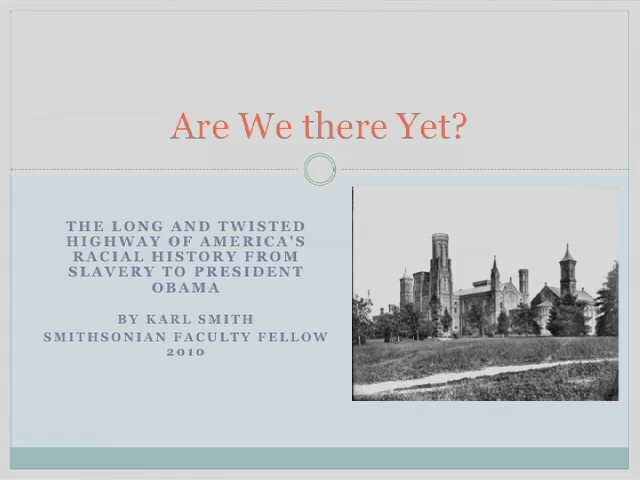 Are We there Yet?
THE LONG AND TWISTED
HIGHWAY OF AMERICA'S
RACIAL HISTORY FROM
SLAVERY TO PRESIDENT
OBAMA
BY KARL SMITH
SMITHSONIAN FACULTY FELLOW
2010